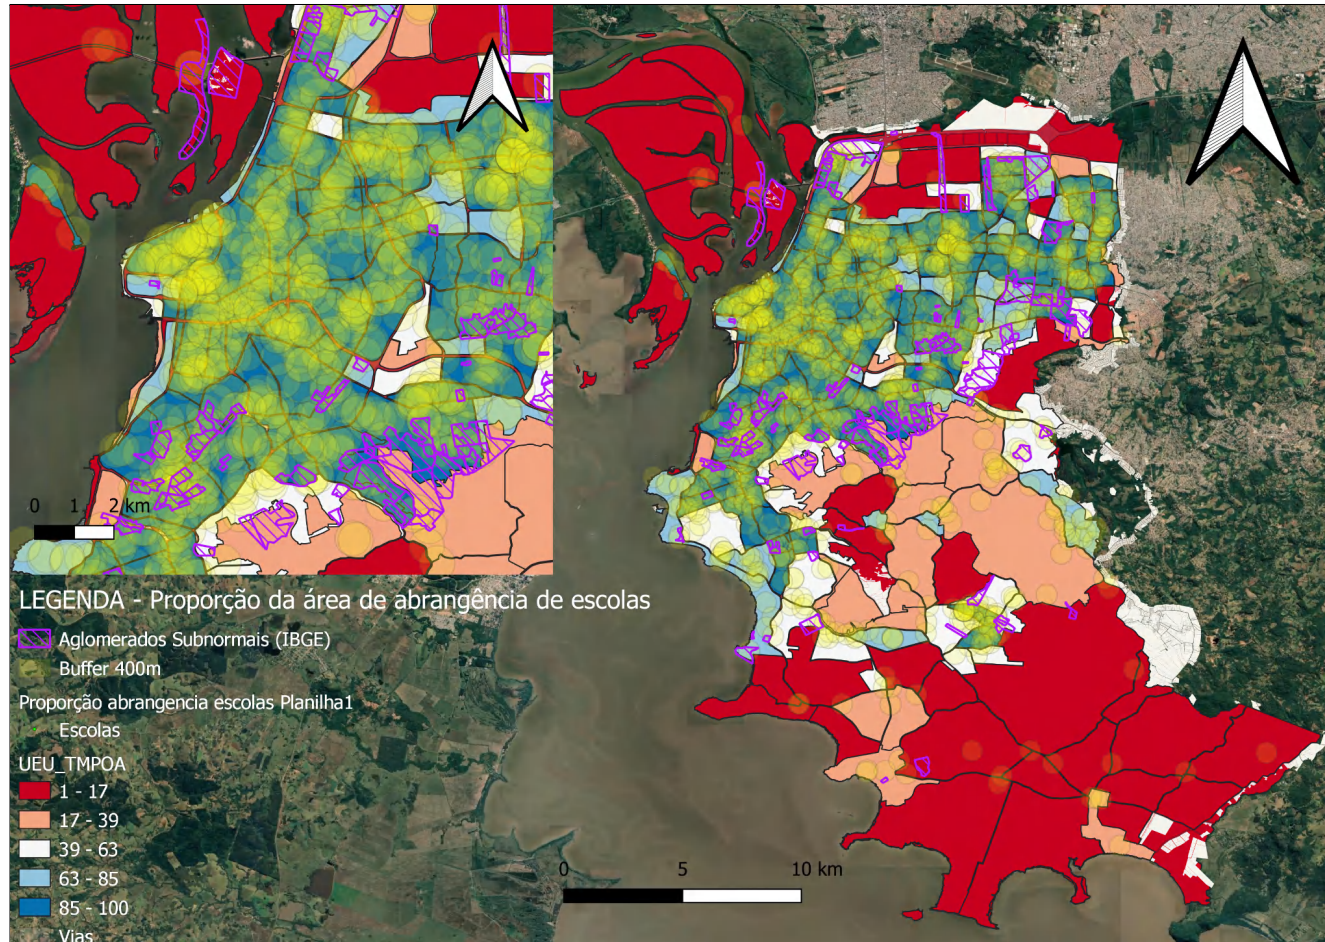 0 1 2 km
LEGENDA - Proporção da área de abrangência de escolas
Aglomerados Subnormais (IBGE)
Buffer 400m
Proporção abrangencia escolas Planilha1
Escolas
UEU_TMPOA
1 - 17
17 - 39
39 - 63
63 - 85
85 - 100
Vias
0 5 10 km